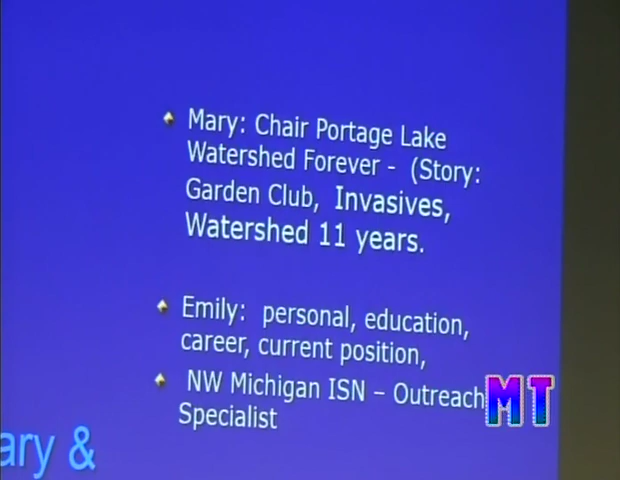 Mary: Chair Portage Lake
Watershed Forever - (Story:
Garden Club, Invasives,
Watershed 11 years.
Emily: personal, education,
career, current position,
NW Michigan ISN – Outreach
Specialist
ary &
MT